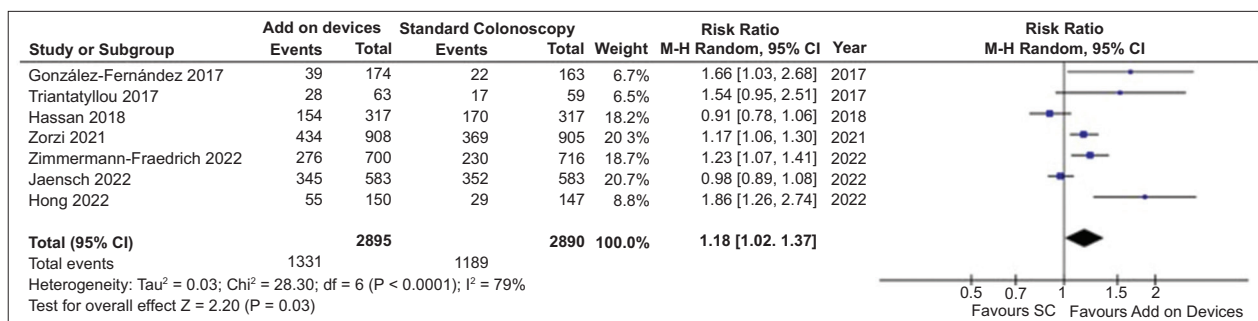 Add on devices Standard Colonoscopy Risk Ratio Risk Ratio
Study or Subgroup Events Total Events Total Weight M-H Random, 95% CI Year M-H Random, 95% CI
González-Fernández 2017 39 174 22 163 6.7% 1.66 [1.03, 2.68] 2017
Triantatyllou 2017 28 63 17 59 6.5% 1.54 [0.95, 2.51] 2017
Hassan 2018 154 317 170 317 18.2% 0.91 [0.78, 1.06] 2018
Zorzi 2021 434 908 369 905 20 3% 1.17 [1.06, 1.30] 2021
Zimmermann-Fraedrich 2022 276 700 230 716 18.7% 1.23 [1.07, 1.41] 2022
Jaensch 2022 345 583 352 583 20.7% 0.98 [0.89, 1.08] 2022
Hong 2022 55 150 29 147 8.8% 1.86 [1.26, 2.74] 2022
Total (95% CI) 2895 2890 100.0% 1.18 [1.02. 1.37]
Total events 1331 1189
Heterogeneity: Tau² = 0.03; Chi² = 28.30; df = 6 (P < 0.0001); I² = 79%
Test for overall effect Z = 2.20 (P = 0.03)
0.5 0.7 1 1.5 2
Favours SC Favours Add on Devices